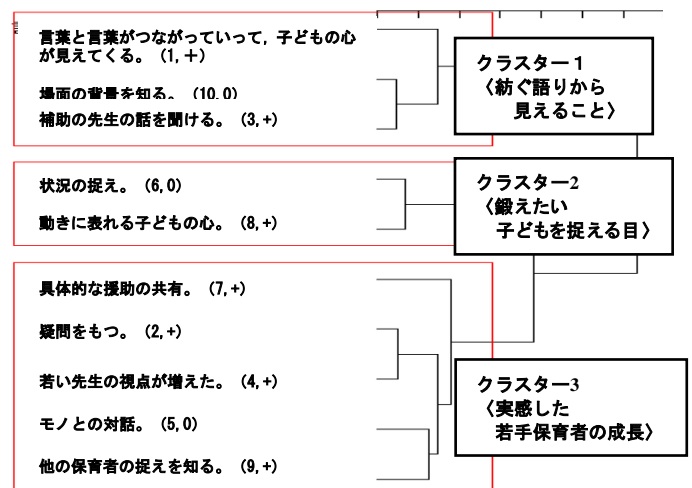 言葉と言葉がつながっていって，子どもの心
が見えてくる。（1,＋）
場面の背景を知る。（10,0）
補助の先生の話を聞ける。（3,+）
クラスター１
〈紡ぐ語りから
見えること〉
状況の捉え。（6,0）
動きに表れる子どもの心。（8,+）
クラスター2
〈鍛えたい
子どもを捉える目〉
具体的な援助の共有。（7,+）
疑問をもつ。（2,+）
若い先生の視点が増えた。（4,+）
モノとの対話。（5,0）
他の保育者の捉えを知る。（9,+）
クラスター3
〈実感した
若手保育者の成長〉